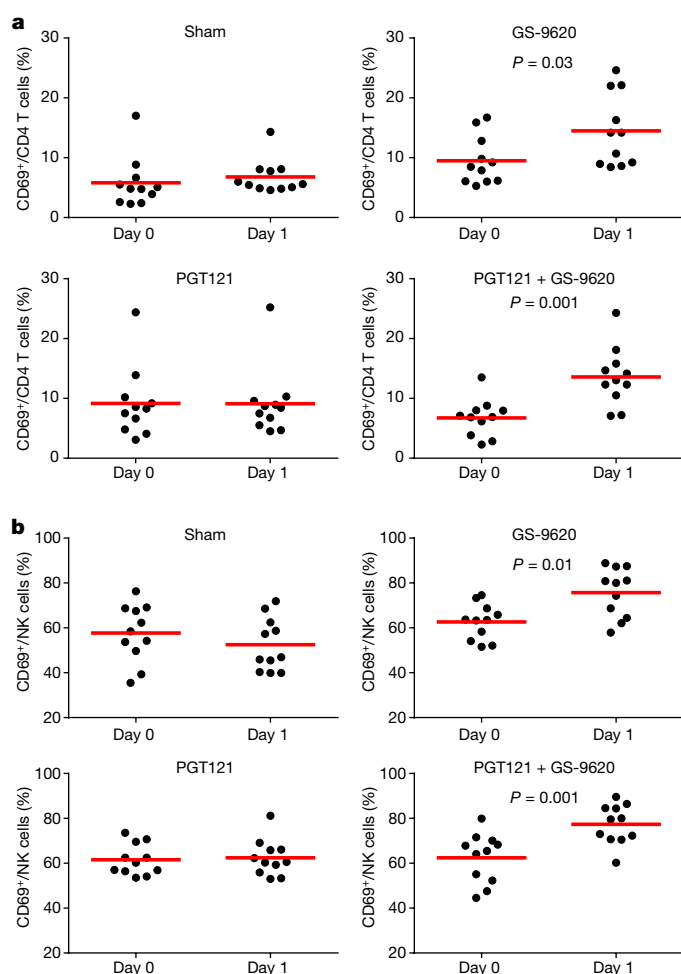 a
Sham
GS-9620
P = 0.03
CD69+/CD4 T cells (%)
30
20
10
0
Day 0
Day 1
CD69+/CD4 T cells (%)
30
20
10
0
Day 0
Day 1
PGT121
PGT121 + GS-9620
P = 0.001
CD69+/CD4 T cells (%)
30
20
10
0
Day 0
Day 1
CD69+/CD4 T cells (%)
30
20
10
0
Day 0
Day 1
b
Sham
GS-9620
P = 0.01
CD69+/NK cells (%)
100
80
60
40
20
Day 0
Day 1
CD69+/NK cells (%)
100
80
60
40
20
Day 0
Day 1
PGT121
PGT121 + GS-9620
P = 0.001
CD69+/NK cells (%)
100
80
60
40
20
Day 0
Day 1
CD69+/NK cells (%)
100
80
60
40
20
Day 0
Day 1